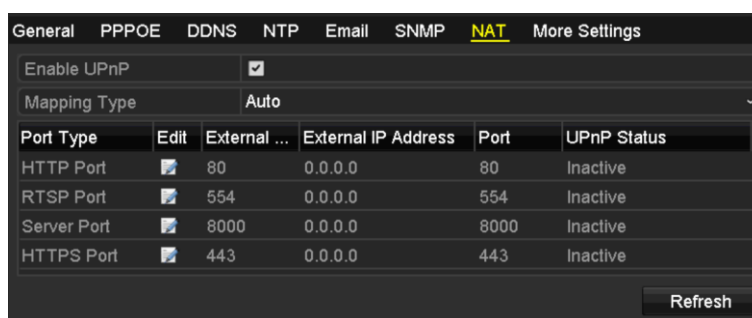 General PPPOE DDNS NTP Email SNMP NAT More Settings
Enable UPnP
Mapping Type Auto
Port Type Edit External ... External IP Address Port UPnP Status
HTTP Port 80 0.0.0.0 80 Inactive
RTSP Port 554 0.0.0.0 554 Inactive
Server Port 8000 0.0.0.0 8000 Inactive
HTTPS Port 443 0.0.0.0 443 Inactive
Refresh